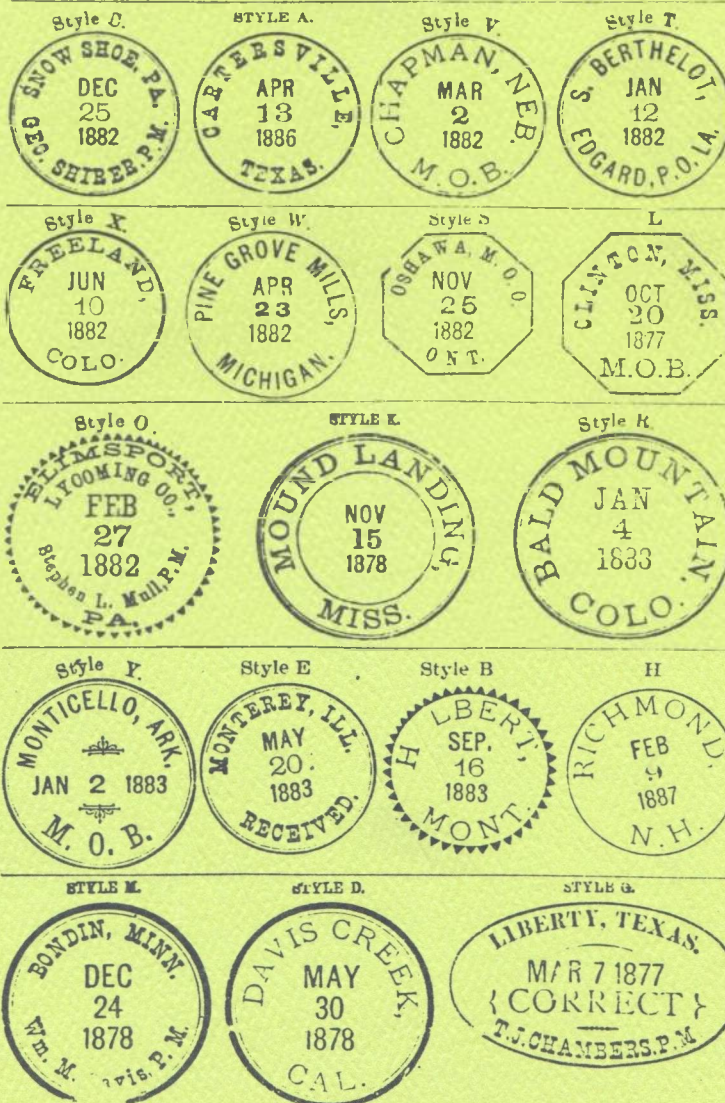 Style C.
SNOW SHOE, PA.
DEC
25
1882
GEO. SHIRER, P.M.
STYLE A.
CARTERSVILLE,
APR
13
1886
TEXAS.
Style V.
CHAPMAN, NEB.
MAR
2
1882
M.O.B.
Style T.
S. BERTHELOT,
JAN
12
1882
EDGARD, P.O. LA.
Style X.
FREELAND,
JUN
10
1882
COLO.
Style W.
PINE GROVE MILLS,
APR
23
1882
MICHIGAN.
Style S
OSHAWA, M.O.O.
NOV
25
1882
ONT.
L
CLINTON, MISS.
OCT
20
1877
M.O.B.
Style O.
ELIMSPORT,
LYCOMING CO.,
FEB
27
1882
Stephen L. Mull, P.M.
PA.
STYLE K.
MOUND LANDING,
NOV
15
1878
MISS.
Style R
BALD MOUNTAIN.
JAN
4
1883
COLO.
Style Y.
MONTICELLO, ARK.
JAN 2 1883
M. O. B.
Style E
MONTEREY, ILL.
MAY
20
1883
RECEIVED.
Style B
H LBERT,
SEP.
16
1883
MONT.
H
RICHMOND,
FEB
9
1887
N.H.
STYLE M.
BONDIN, MINN.
DEC
24
1878
Wm. M. P.M.
STYLE D.
DAVIS CREEK,
MAY
30
1878
CAL.
STYLE G.
LIBERTY, TEXAS.
MAR 7 1877
{ CORRECT }
T.J. CHAMBERS, P.M